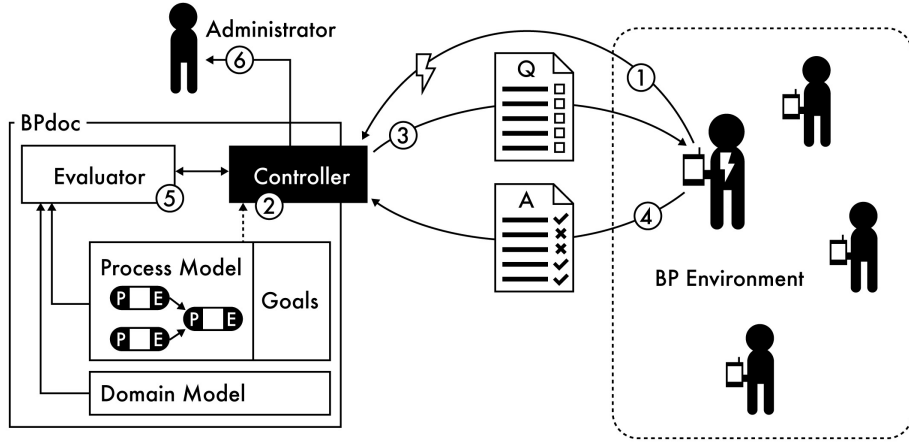 Administrator
6
1
BPdoc
Q
3
Evaluator
Controller
5
2
A
4
Process Model
Goals
BP Environment
P E
P E
P E
Domain Model